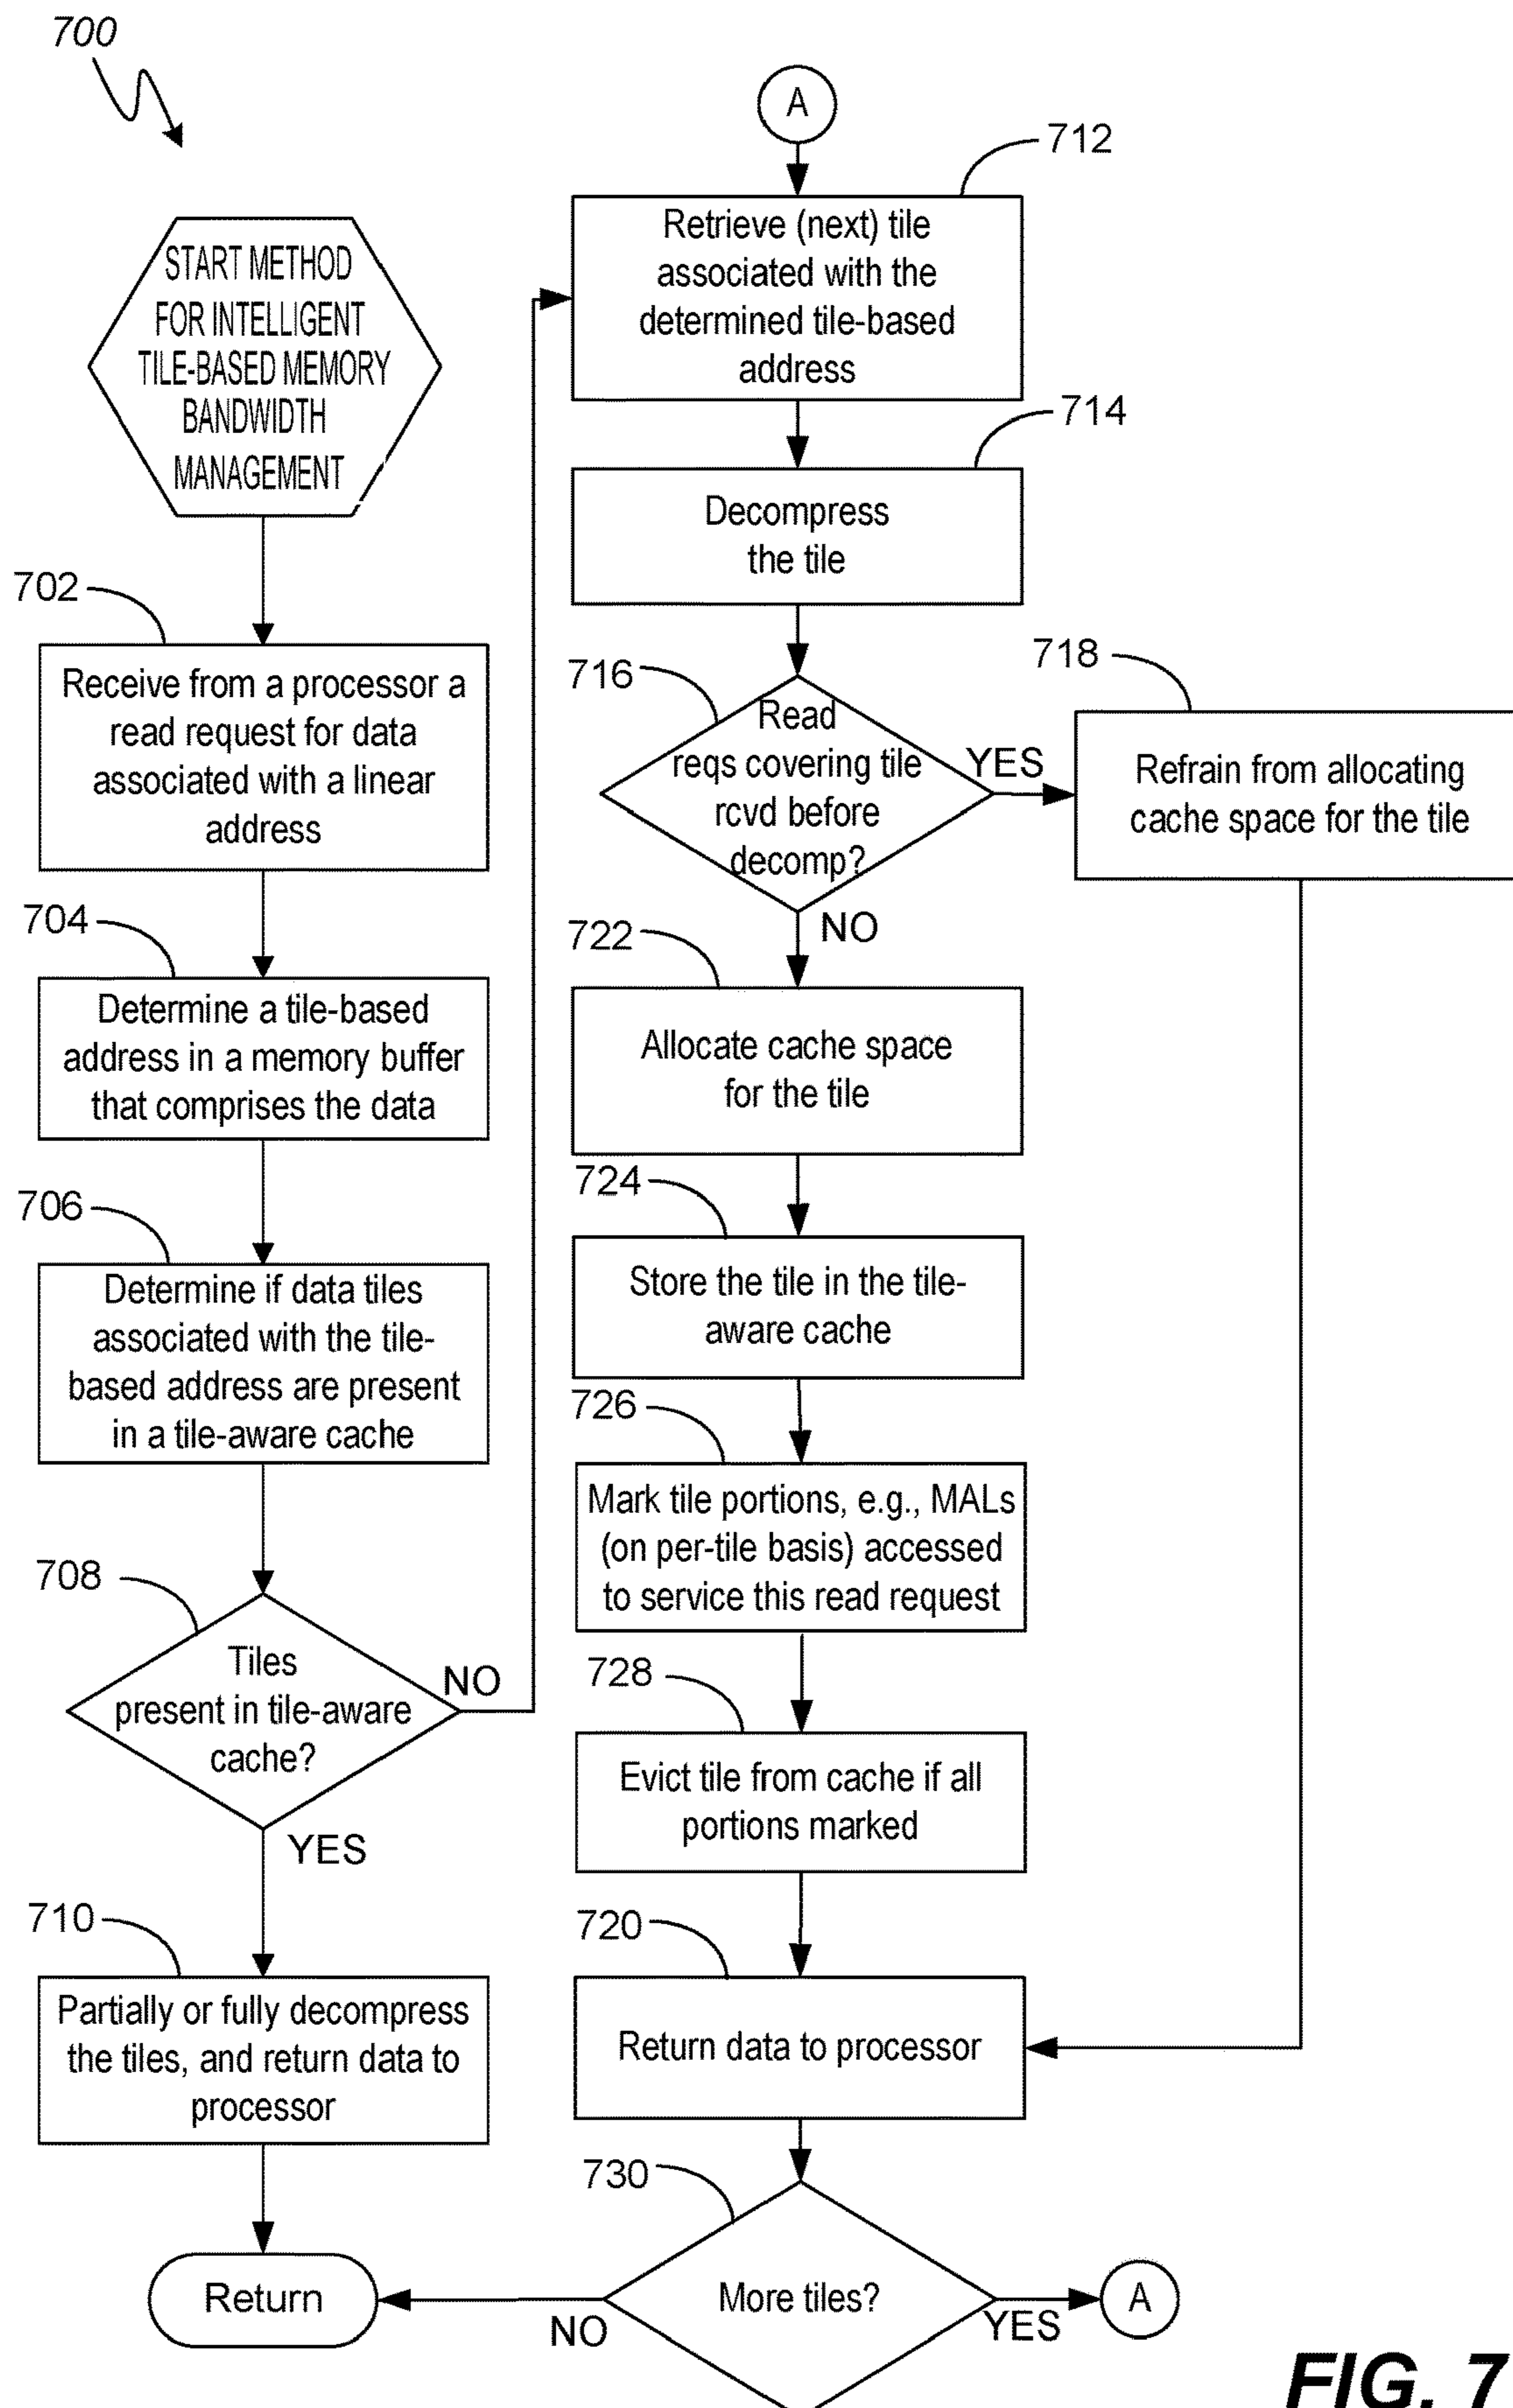 700
START METHOD
FOR INTELLIGENT
TILE-BASED MEMORY
BANDWIDTH
MANAGEMENT
702
Receive from a processor a
read request for data
associated with a linear
address
704
Determine a tile-based
address in a memory buffer
that comprises the data
706
Determine if data tiles
associated with the tile-
based address are present
in a tile-aware cache
708
Tiles
present in tile-aware
cache?
NO
YES
710
Partially or fully decompress
the tiles, and return data to
processor
Return
A
712
Retrieve (next) tile
associated with the
determined tile-based
address
714
Decompress
the tile
716
Read
reqs covering tile
rcvd before
decomp?
YES
NO
718
Refrain from allocating
cache space for the tile
722
Allocate cache space
for the tile
724
Store the tile in the tile-
aware cache
726
Mark tile portions, e.g., MALs
(on per-tile basis) accessed
to service this read request
728
Evict tile from cache if all
portions marked
720
Return data to processor
730
More tiles?
NO
YES
A
FIG. 7